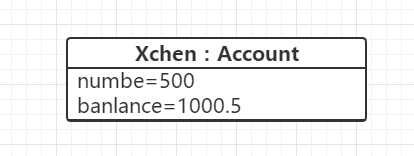 Xchen : Account
numbe=500
banlance=1000.5